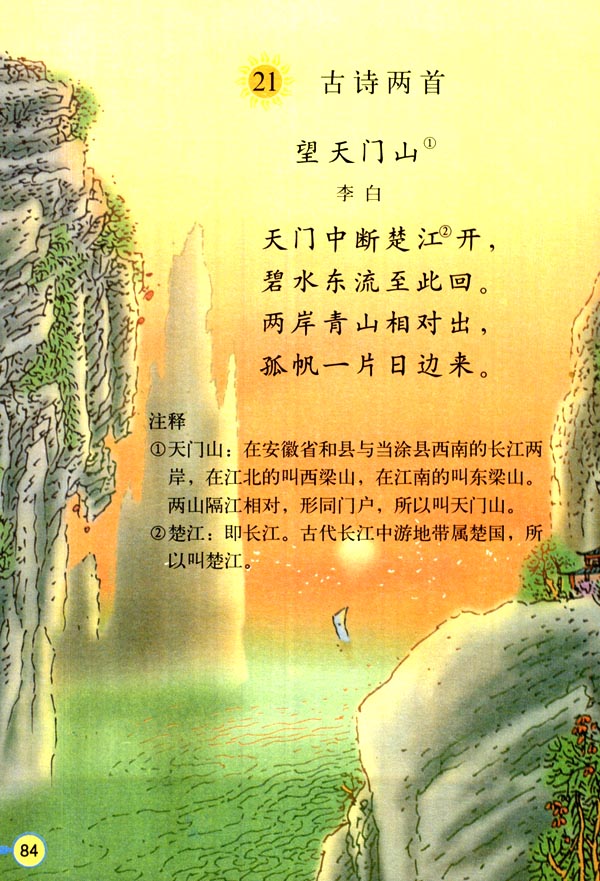 21 古诗两首
望天门山①
李白
天门中断楚江②开，
碧水东流至此回。
两岸青山相对出，
孤帆一片日边来。
注释
①天门山：在安徽省和县与当涂县西南的长江两
岸，在江北的叫西梁山，在江南的叫东梁山。
两山隔江相对，形同门户，所以叫天门山。
②楚江：即长江。古代长江中游地带属楚国，所
以叫楚江。
84